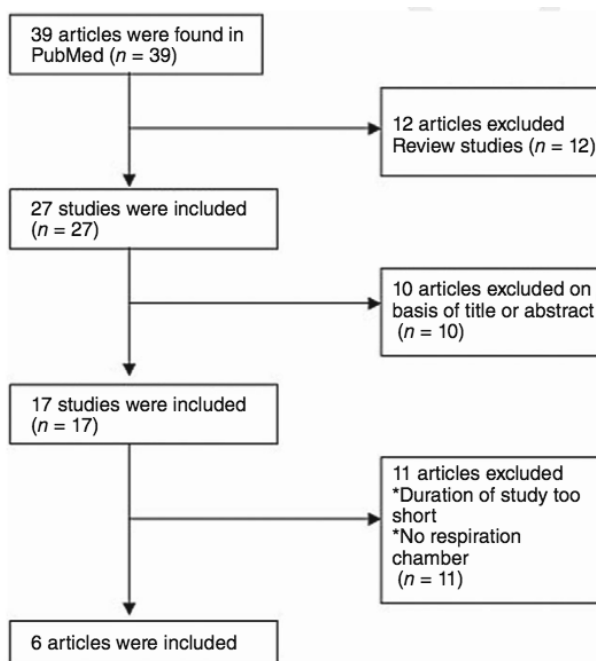 39 articles were found in
PubMed (n = 39)
12 articles excluded
Review studies (n = 12)
27 studies were included
(n = 27)
10 articles excluded on
basis of title or abstract
(n = 10)
17 studies were included
(n = 17)
11 articles excluded
*Duration of study too
short
*No respiration
chamber
(n = 11)
6 articles were included